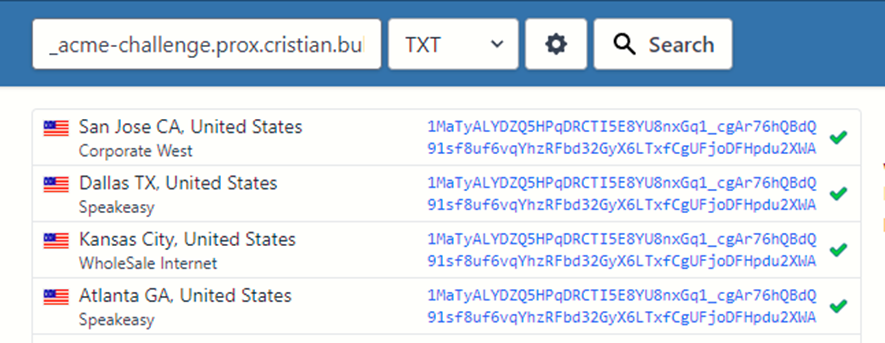 _acme-challenge.prox.cristian.bul TXT Search
San Jose CA, United States 1MaTyALYDZQ5HPqDRCTI5E8YU8nxGq1_cgAr76hQBdQ
Corporate West 91sf8uf6vqYhzRFbd32GyX6LTxfCgUFjoDFHpdu2XWA
Dallas TX, United States 1MaTyALYDZQ5HPqDRCTI5E8YU8nxGq1_cgAr76hQBdQ
Speakeasy 91sf8uf6vqYhzRFbd32GyX6LTxfCgUFjoDFHpdu2XWA
Kansas City, United States 1MaTyALYDZQ5HPqDRCTI5E8YU8nxGq1_cgAr76hQBdQ
WholeSale Internet 91sf8uf6vqYhzRFbd32GyX6LTxfCgUFjoDFHpdu2XWA
Atlanta GA, United States 1MaTyALYDZQ5HPqDRCTI5E8YU8nxGq1_cgAr76hQBdQ
Speakeasy 91sf8uf6vqYhzRFbd32GyX6LTxfCgUFjoDFHpdu2XWA